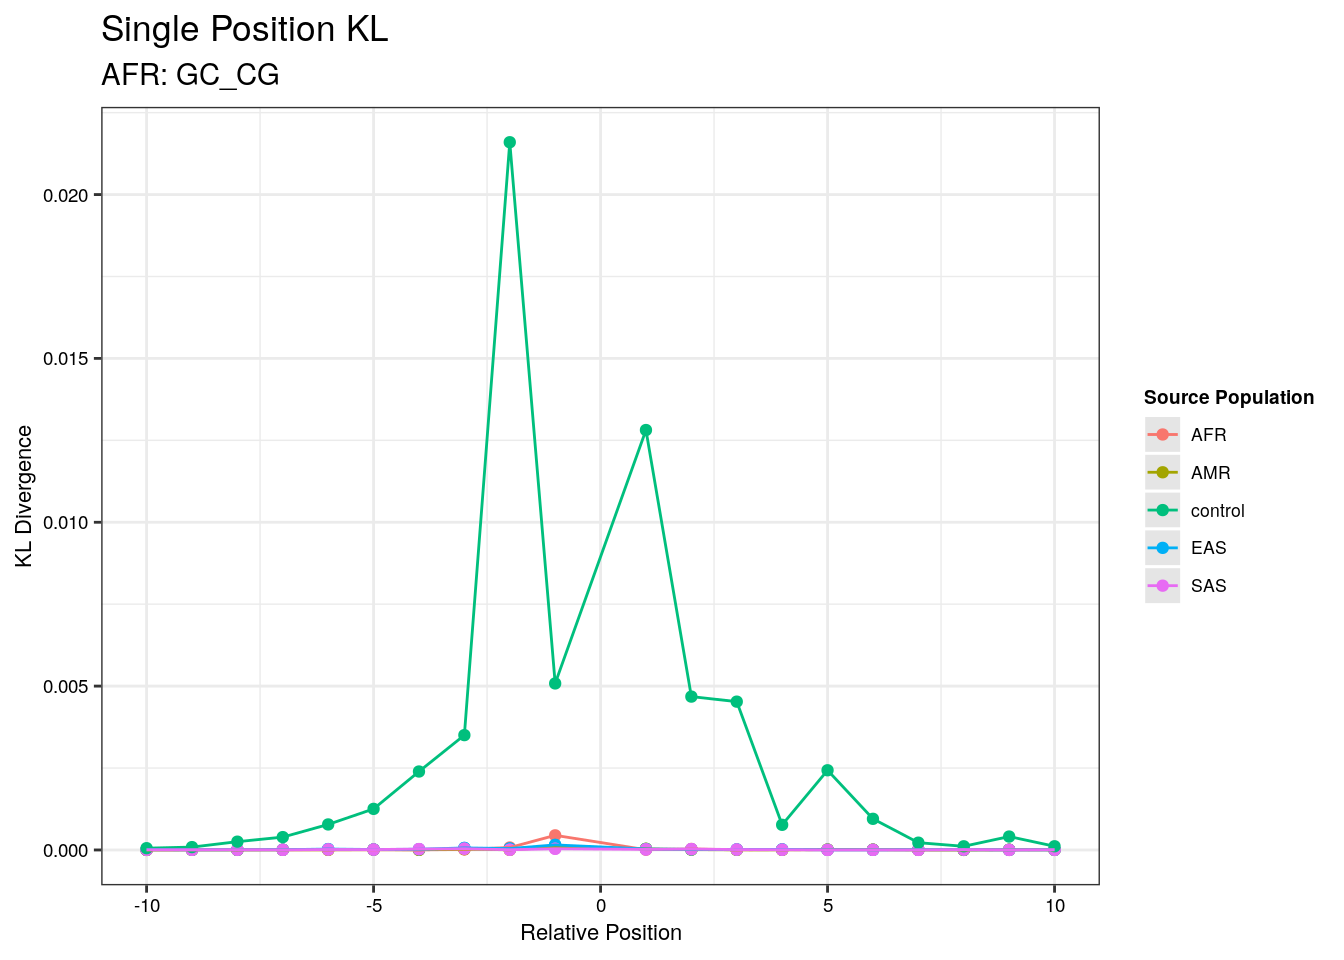 Single Position KL
AFR: GC_CG
KL Divergence
0.020
0.015
0.010
0.005
0.000
-10
-5
0
5
10
Relative Position
Source Population
AFR
AMR
control
EAS
SAS